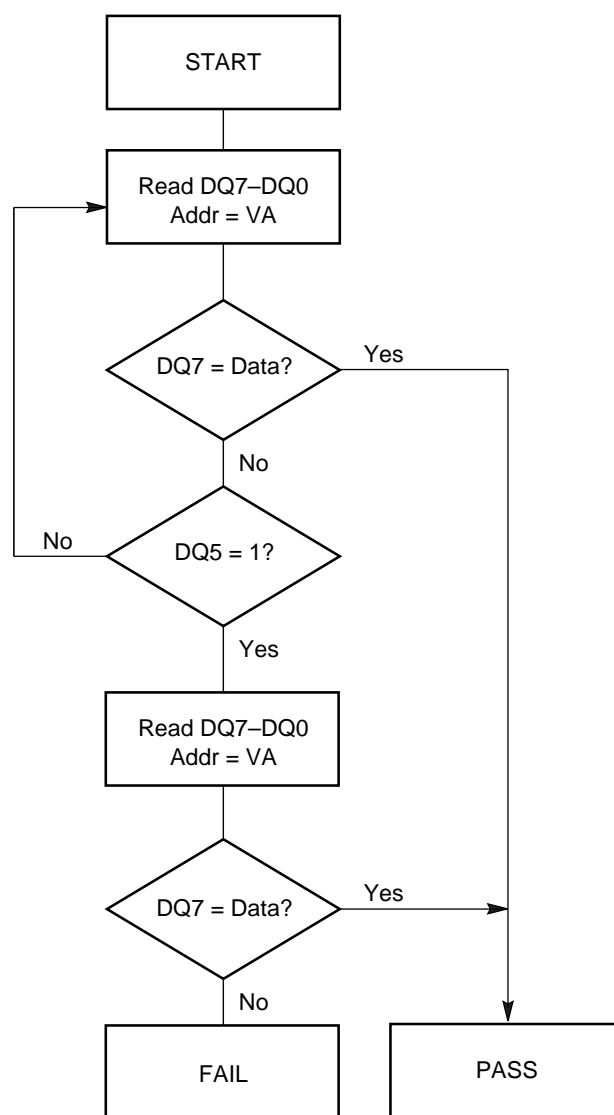 START
Read DQ7–DQ0
Addr = VA
DQ7 = Data?
Yes
No
No
DQ5 = 1?
Yes
Read DQ7–DQ0
Addr = VA
DQ7 = Data?
Yes
No
FAIL
PASS